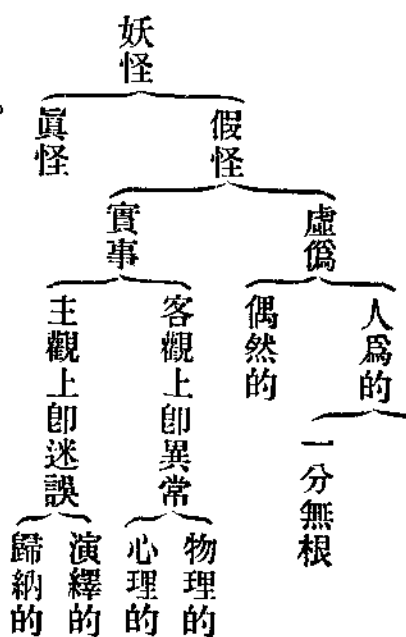 妖怪
假怪
眞怪
虛僞
實事
人爲的
偶然的
客觀上卽異常
主觀上卽迷誤
一分無根
物理的
心理的
演繹的
歸納的